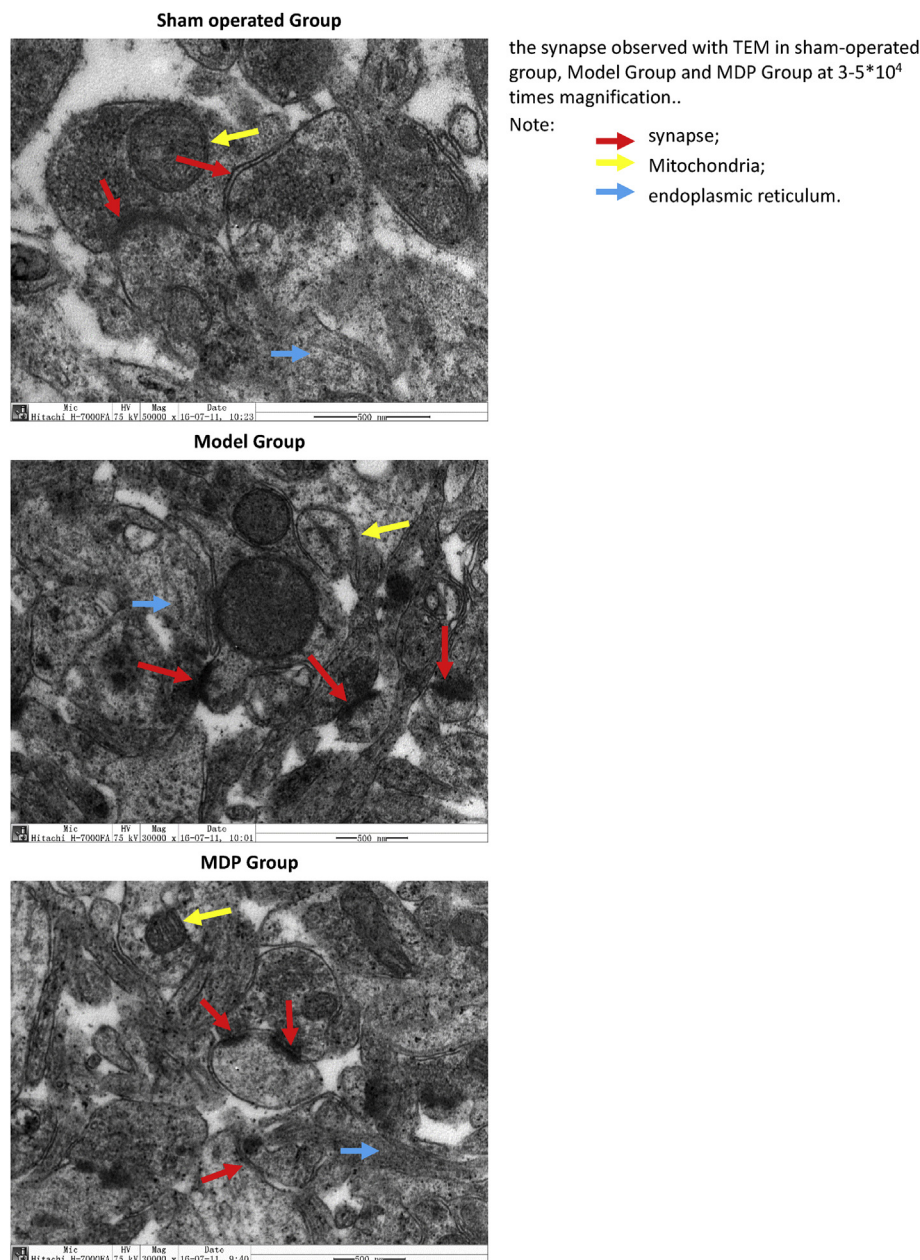 Sham operated Group
the synapse observed with TEM in sham-operated
group, Model Group and MDP Group at 3-5*10⁴
times magnification..
Note:
synapse;
Mitochondria;
endoplasmic reticulum.
Mic HV Mag Date
Hitachi H-7000FA 75 kV 50000 x 16-07-11, 10:23 500 nm
Model Group
Mic HV Mag Date
Hitachi H-7000FA 75 kV 30000 x 16-07-11, 10:01 500 nm
MDP Group
Mic HV Mag Date
Hitachi H-7000FA 75 kV 30000 x 16-07-11, 9:40 500 nm